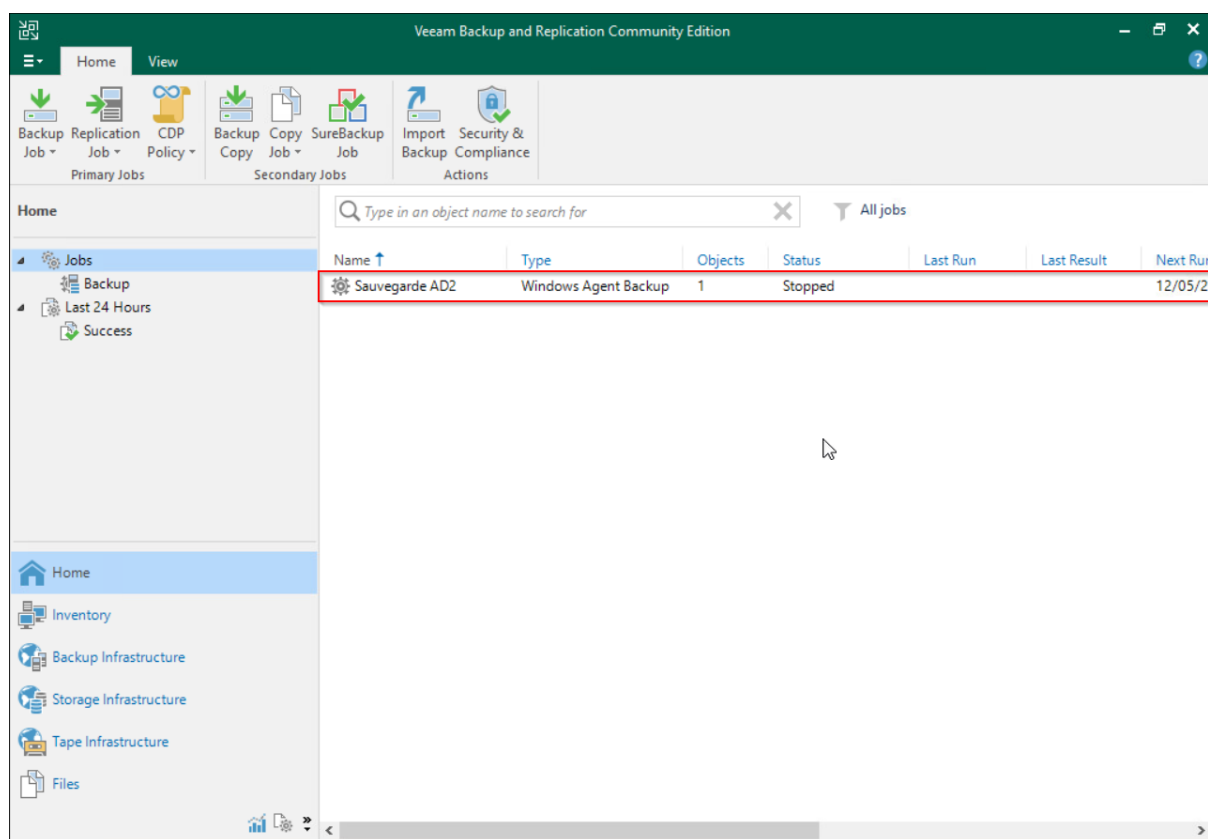 Veeam Backup and Replication Community Edition
Home View
Backup Job Replication Job CDP Policy Backup Copy Copy Job SureBackup Job Import Backup Security & Compliance
Primary Jobs Secondary Jobs Actions
Home
Type in an object name to search for All jobs
Jobs
Backup
Last 24 Hours
Success
Name Type Objects Status Last Run Last Result Next Run
Sauvegarde AD2 Windows Agent Backup 1 Stopped 12/05/2
Home
Inventory
Backup Infrastructure
Storage Infrastructure
Tape Infrastructure
Files